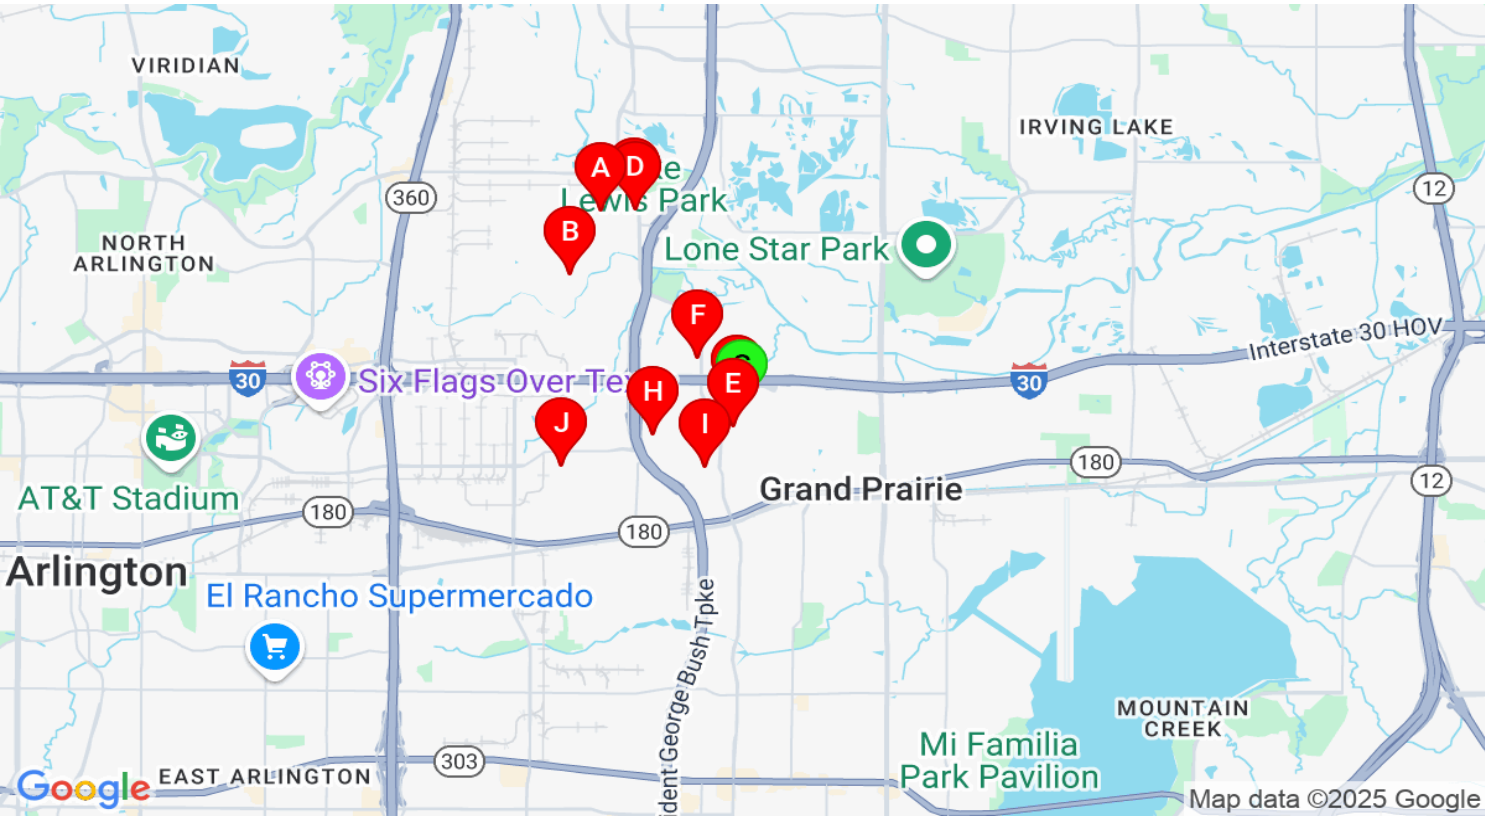 VIRIDIAN
IRVING LAKE
A
D
ke
Lewis Park
360
12
B
NORTH
ARLINGTON
Lone Star Park
F
Interstate 30 HOV
30
Six Flags Over Te
H
E
30
J
I
AT&T Stadium
180
Grand Prairie
12
180
180
Arlington
El Rancho Supermercado
ident George Bush Tpke
MOUNTAIN
CREEK
Mi Familia
Park Pavilion
303
EAST ARLINGTON
Google
Map data ©2025 Google